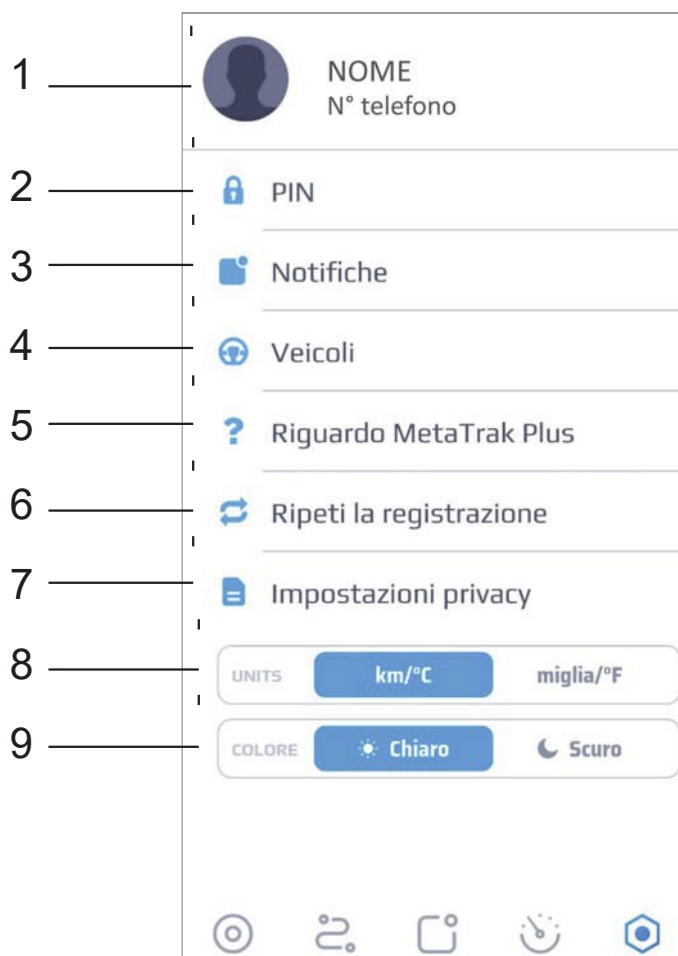 1
NOME
N° telefono
2
PIN
3
Notifiche
4
Veicoli
5
Riguardo MetaTrak Plus
6
Ripeti la registrazione
7
Impostazioni privacy
8
UNITS km/°C miglia/°F
9
COLORE Chiaro Scuro